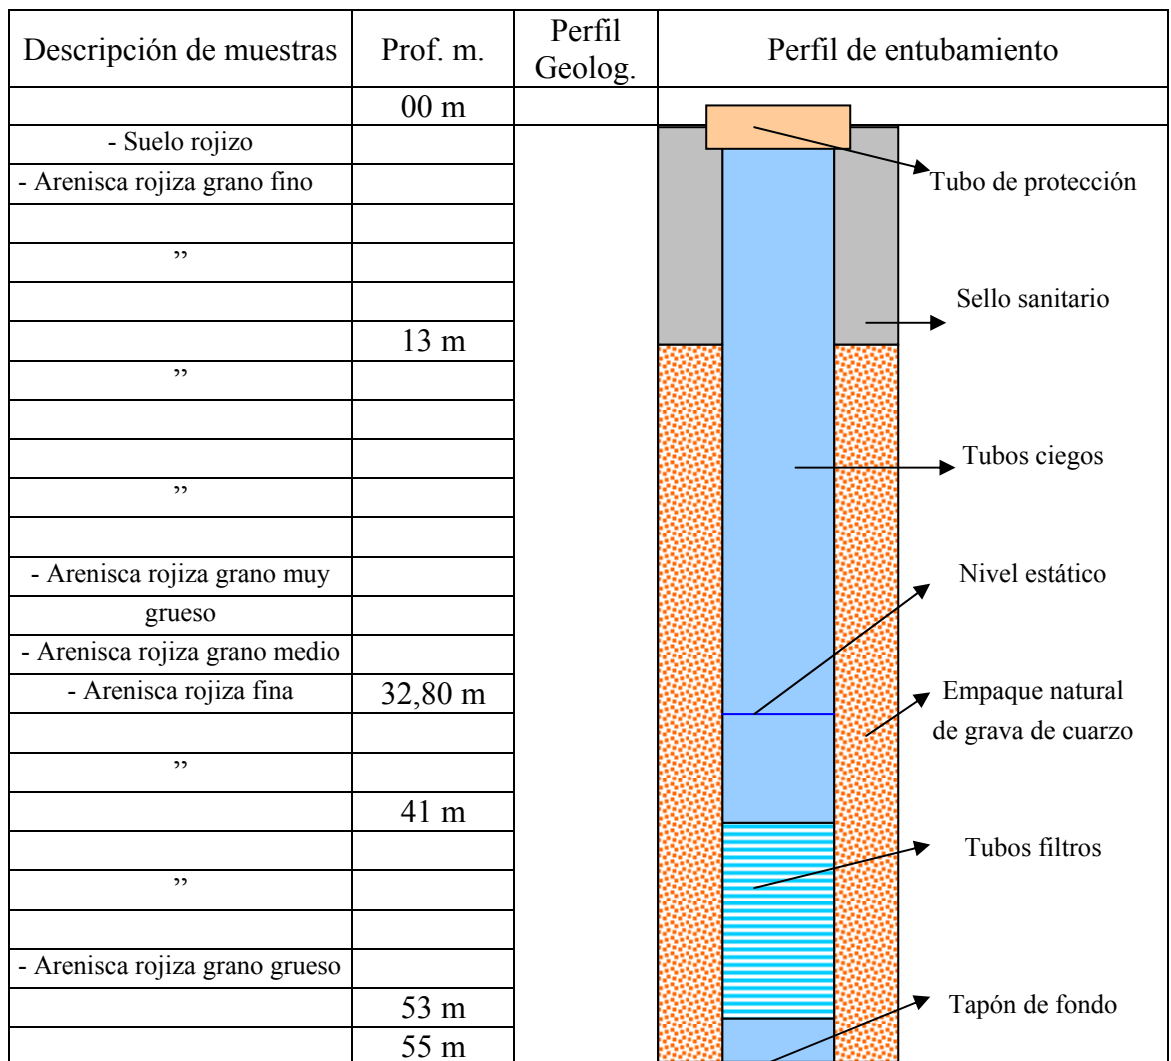 Descripción de muestras Prof. m. Perfil Geolog. Perfil de entubamiento
00 m
- Suelo rojizo
- Arenisca rojiza grano fino
Tubo de protección
”
Sello sanitario
13 m
”
Tubos ciegos
”
- Arenisca rojiza grano muy
grueso
Nivel estático
- Arenisca rojiza grano medio
- Arenisca rojiza fina 32,80 m
Empaque natural
de grava de cuarzo
”
41 m
Tubos filtros
”
- Arenisca rojiza grano grueso
53 m
Tapón de fondo
55 m